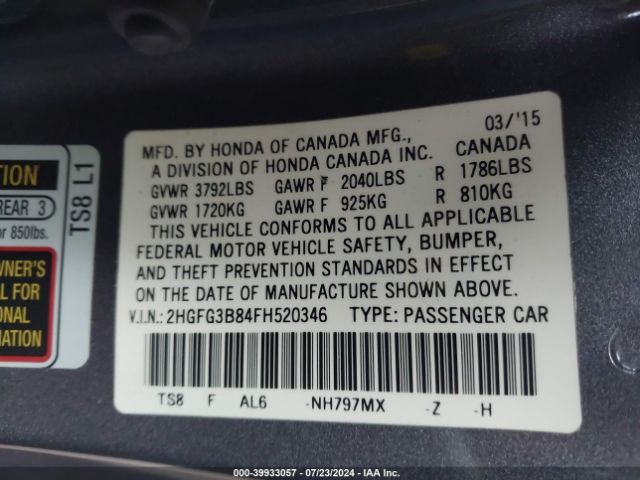 TION
REAR 3
or 850lbs.
TS8 L1
WNER'S
AL FOR
ONAL
MATION
03/'15
MFD. BY HONDA OF CANADA MFG.,
A DIVISION OF HONDA CANADA INC. CANADA
GVWR 3792LBS GAWR F 2040LBS R 1786LBS
GVWR 1720KG GAWR F 925KG R 810KG
THIS VEHICLE CONFORMS TO ALL APPLICABLE
FEDERAL MOTOR VEHICLE SAFETY, BUMPER,
AND THEFT PREVENTION STANDARDS IN EFFECT
ON THE DATE OF MANUFACTURE SHOWN ABOVE.
V.I.N.: 2HGFG3B84FH520346 TYPE: PASSENGER CAR
TS8 F AL6 -NH797MX -Z -H
000-39933057 - 07/23/2024 - IAA Inc.